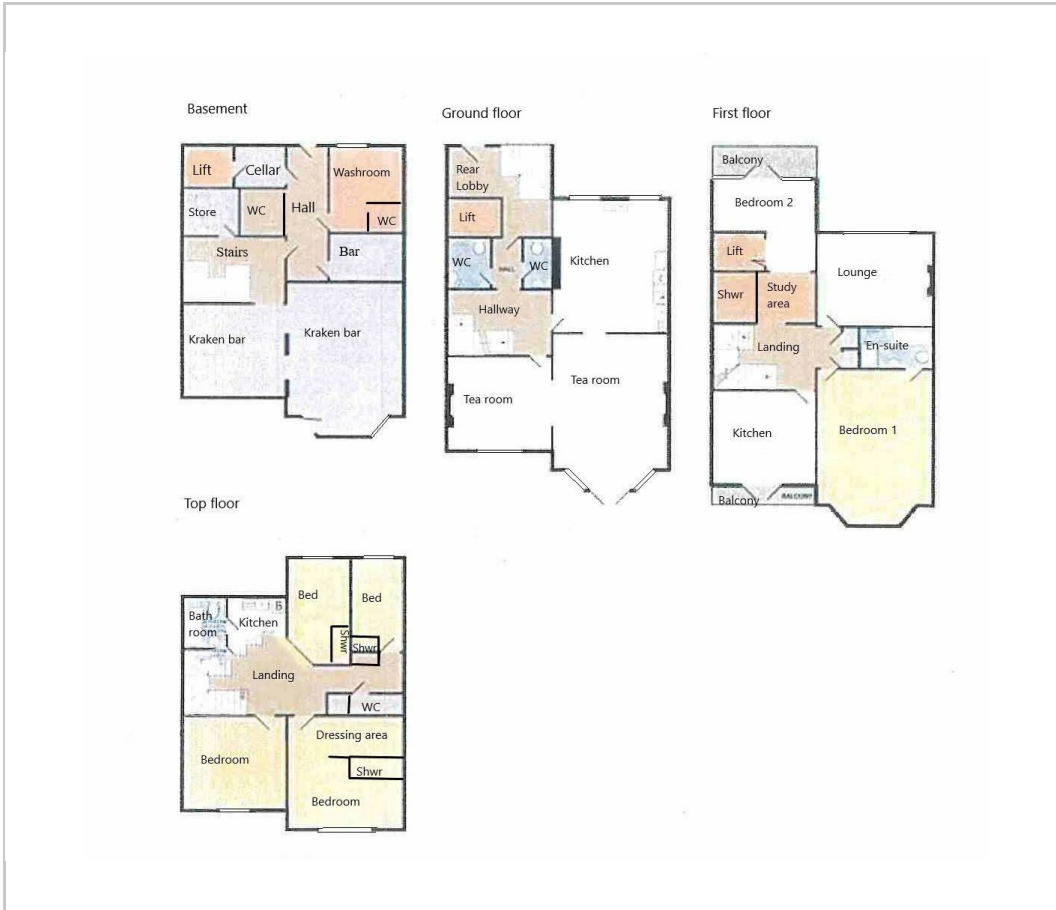 Basement
Lift
Cellar
Washroom
Store
WC
Hall
WC
Stairs
Bar
Kraken bar
Kraken bar
Ground floor
Rear
Lobby
Lift
WC
HALL
WC
Kitchen
Hallway
Tea room
Tea room
First floor
Balcony
Bedroom 2
Lift
Lounge
Shwr
Study
area
Landing
En-suite
Kitchen
Bedroom 1
Balcony
BALCONY
Top floor
Bed
Bed
Bath
room
Kitchen
B
Shwr
Shwr
Landing
WC
Dressing area
Bedroom
Shwr
Bedroom